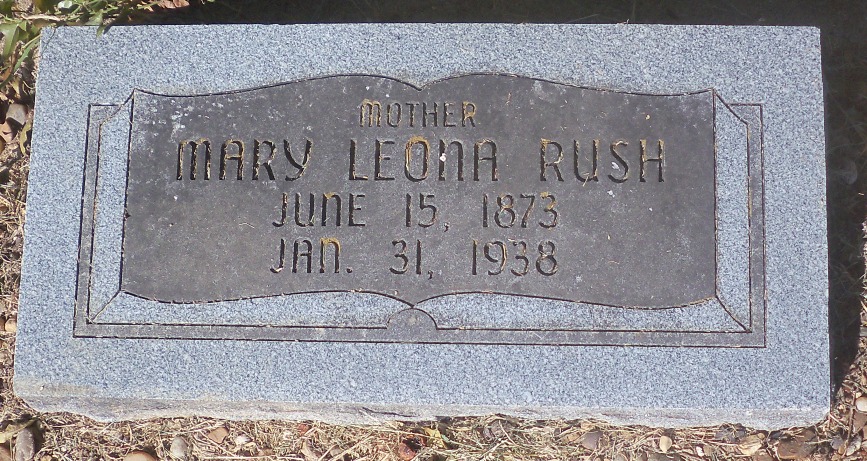 MOTHER
MARY LEONA RUSH
JUNE 15, 1873
JAN. 31, 1938